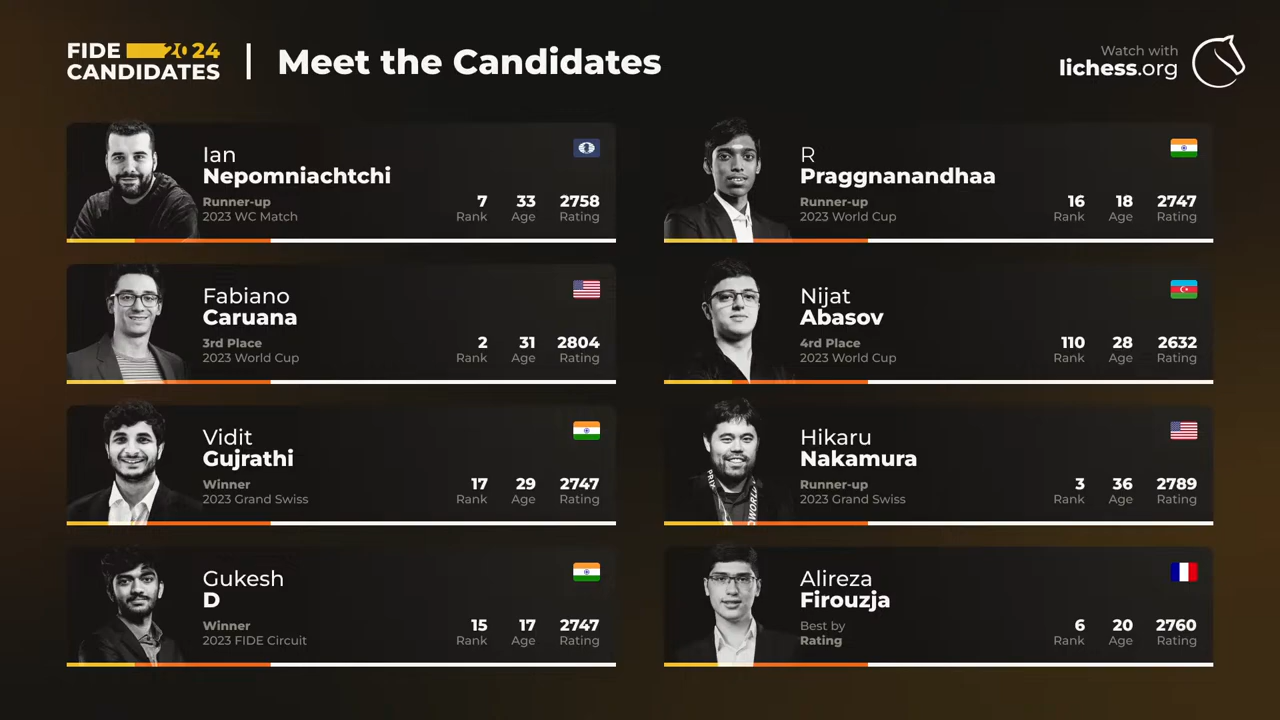 FIDE 2024
CANDIDATES
Meet the Candidates
Watch with
lichess.org
Ian
Nepomniachtchi
Runner-up
2023 WC Match
7 33 2758
Rank Age Rating
R
Praggnanandhaa
Runner-up
2023 World Cup
16 18 2747
Rank Age Rating
Fabiano
Caruana
3rd Place
2023 World Cup
2 31 2804
Rank Age Rating
Nijat
Abasov
4rd Place
2023 World Cup
110 28 2632
Rank Age Rating
Vidit
Gujrathi
Winner
2023 Grand Swiss
17 29 2747
Rank Age Rating
Hikaru
Nakamura
Runner-up
2023 Grand Swiss
3 36 2789
Rank Age Rating
Gukesh
D
Winner
2023 FIDE Circuit
15 17 2747
Rank Age Rating
Alireza
Firouzja
Best by
Rating
6 20 2760
Rank Age Rating